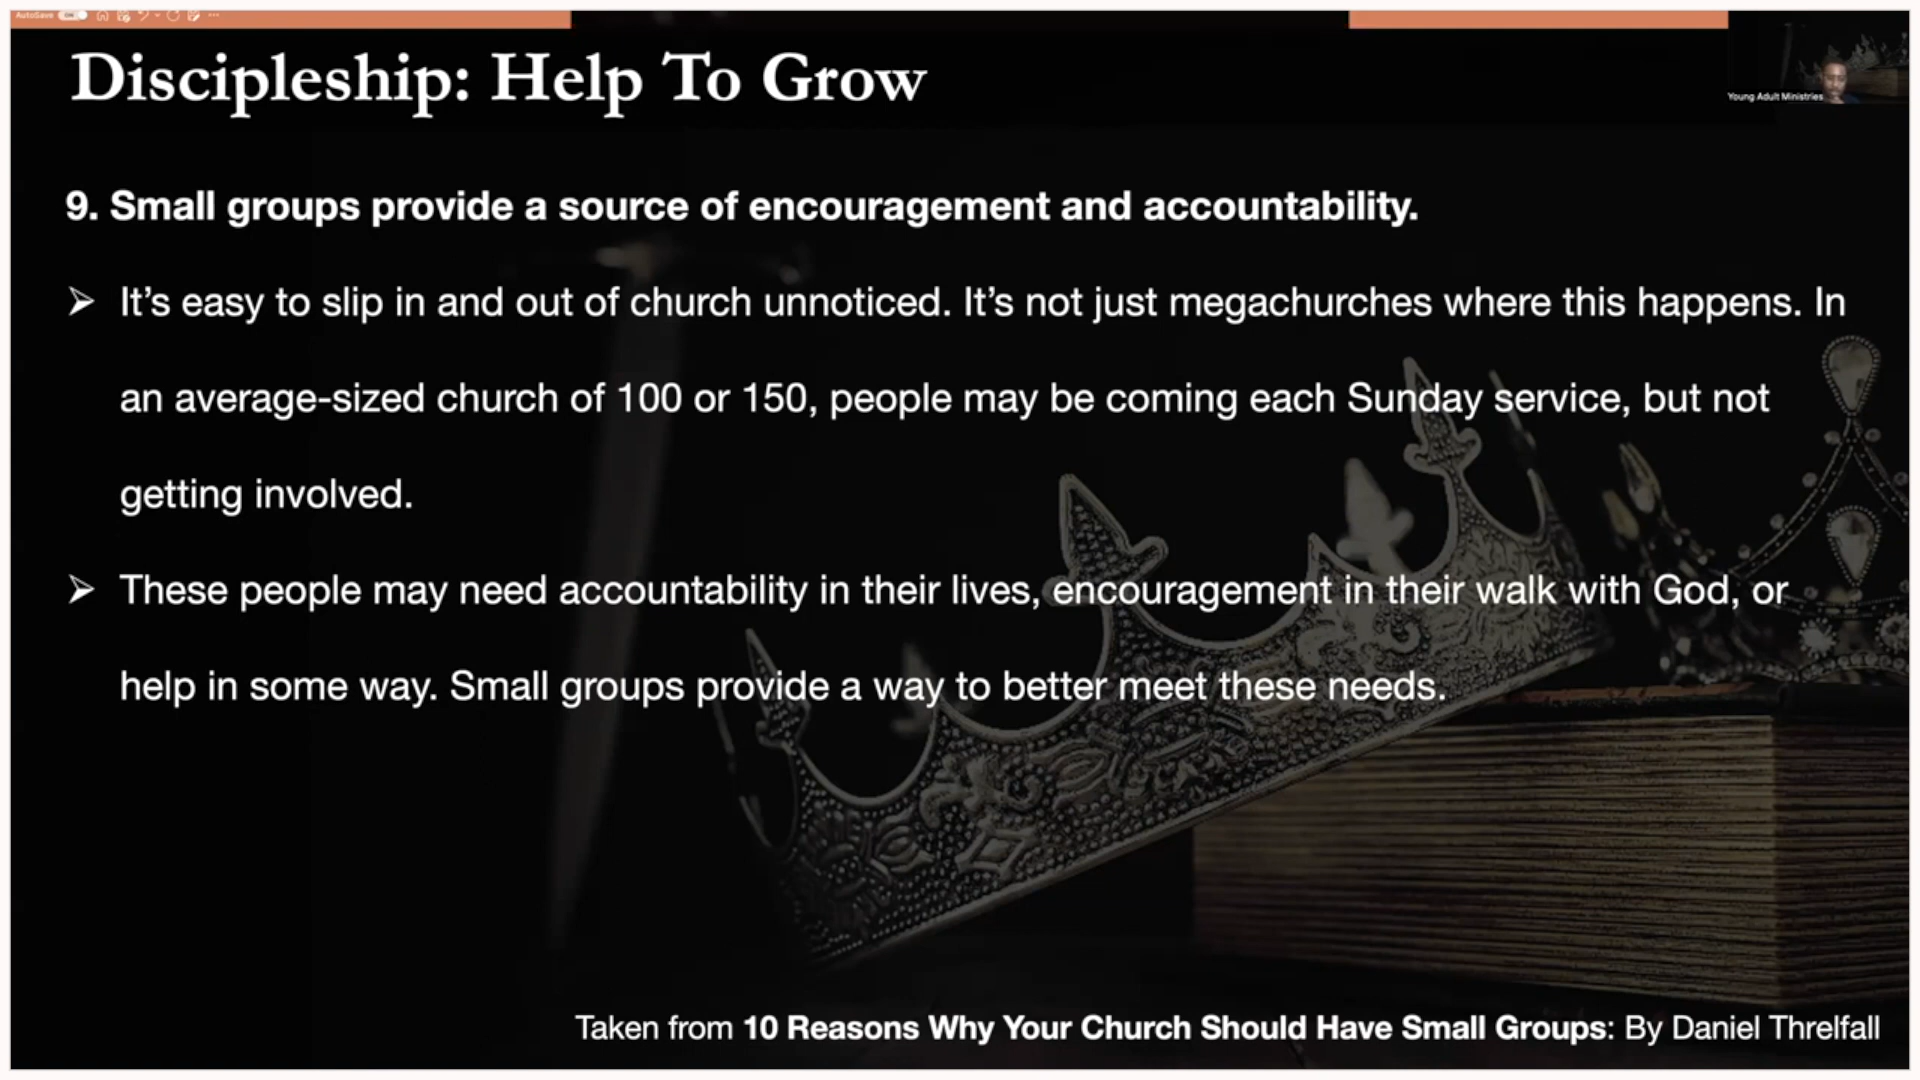 AutoSave
Discipleship: Help To Grow
Young Adult Ministries
9. Small groups provide a source of encouragement and accountability.
➢ It’s easy to slip in and out of church unnoticed. It’s not just megachurches where this happens. In
an average-sized church of 100 or 150, people may be coming each Sunday service, but not
getting involved.
➢ These people may need accountability in their lives, encouragement in their walk with God, or
help in some way. Small groups provide a way to better meet these needs.
Taken from 10 Reasons Why Your Church Should Have Small Groups: By Daniel Threlfall